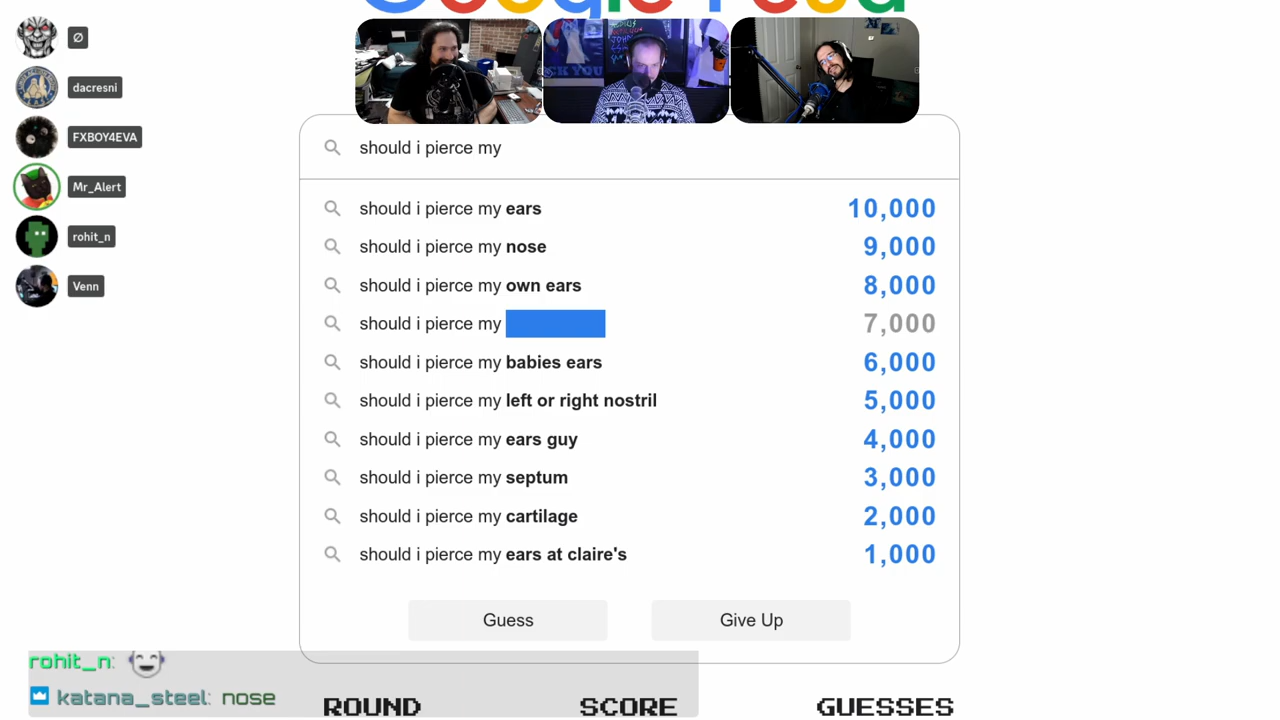 Google Feud
∅
dacresni
FXBOY4EVA
Mr_Alert
rohit_n
Venn
should i pierce my
should i pierce my ears 10,000
should i pierce my nose 9,000
should i pierce my own ears 8,000
should i pierce my 7,000
should i pierce my babies ears 6,000
should i pierce my left or right nostril 5,000
should i pierce my ears guy 4,000
should i pierce my septum 3,000
should i pierce my cartilage 2,000
should i pierce my ears at claire's 1,000
Guess Give Up
rohit_n:
katana_steel: nose
ROUND SCORE GUESSES